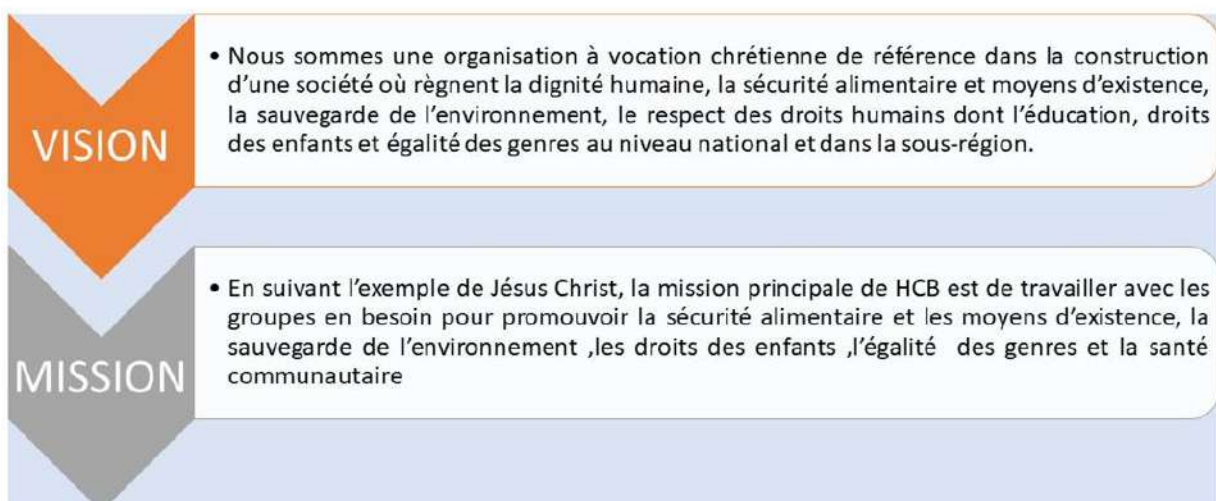 VISION
• Nous sommes une organisation à vocation chrétienne de référence dans la construction
d’une société où règnent la dignité humaine, la sécurité alimentaire et moyens d’existence,
la sauvegarde de l’environnement, le respect des droits humains dont l’éducation, droits
des enfants et égalité des genres au niveau national et dans la sous-région.
MISSION
• En suivant l’exemple de Jésus Christ, la mission principale de HCB est de travailler avec les
groupes en besoin pour promouvoir la sécurité alimentaire et les moyens d’existence, la
sauvegarde de l’environnement ,les droits des enfants ,l’égalité des genres et la santé
communautaire